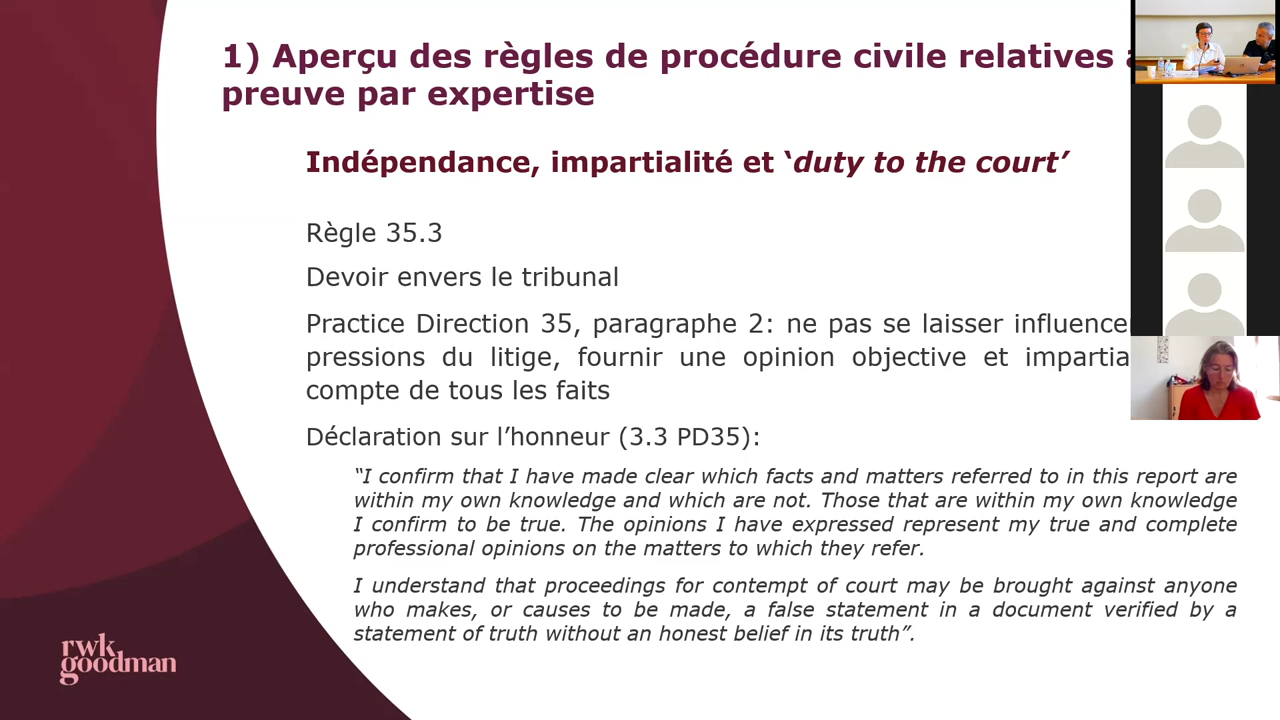 1) Aperçu des règles de procédure civile relatives
preuve par expertise
Indépendance, impartialité et ‘duty to the court’
Règle 35.3
Devoir envers le tribunal
Practice Direction 35, paragraphe 2: ne pas se laisser
pressions du litige, fournir une opinion objective et
compte de tous les faits
Déclaration sur l’honneur (3.3 PD35):
“I confirm that I have made clear which facts and matters referred to in this report are
within my own knowledge and which are not. Those that are within my own knowledge
I confirm to be true. The opinions I have expressed represent my true and complete
professional opinions on the matters to which they refer.
I understand that proceedings for contempt of court may be brought against anyone
who makes, or causes to be made, a false statement in a document verified by a
statement of truth without an honest belief in its truth”.
rwk
goodman